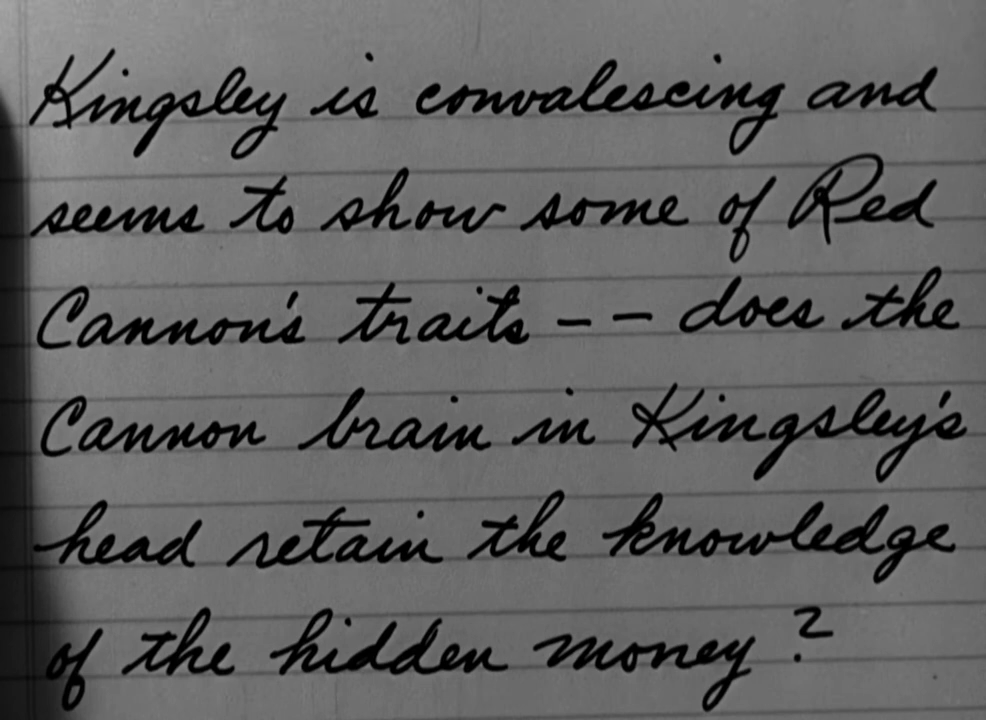 Kingsley is convalescing and
seems to show some of Red
Cannon's traits -- does the
Cannon brain in Kingsley's
head retain the knowledge
of the hidden money?